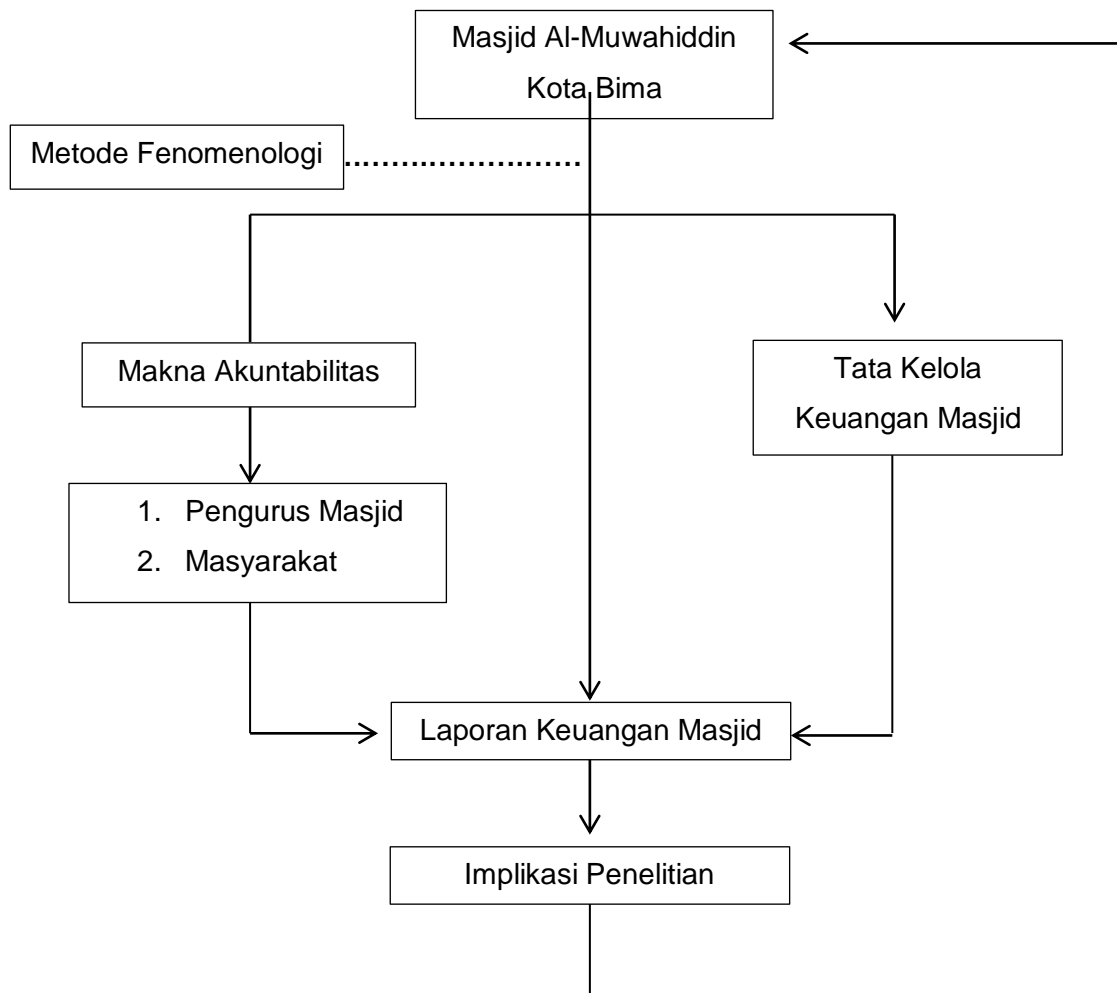 Masjid Al-Muwahiddin
Kota Bima
Metode Fenomenologi
Makna Akuntabilitas
Tata Kelola
Keuangan Masjid
1. Pengurus Masjid
2. Masyarakat
Laporan Keuangan Masjid
Implikasi Penelitian